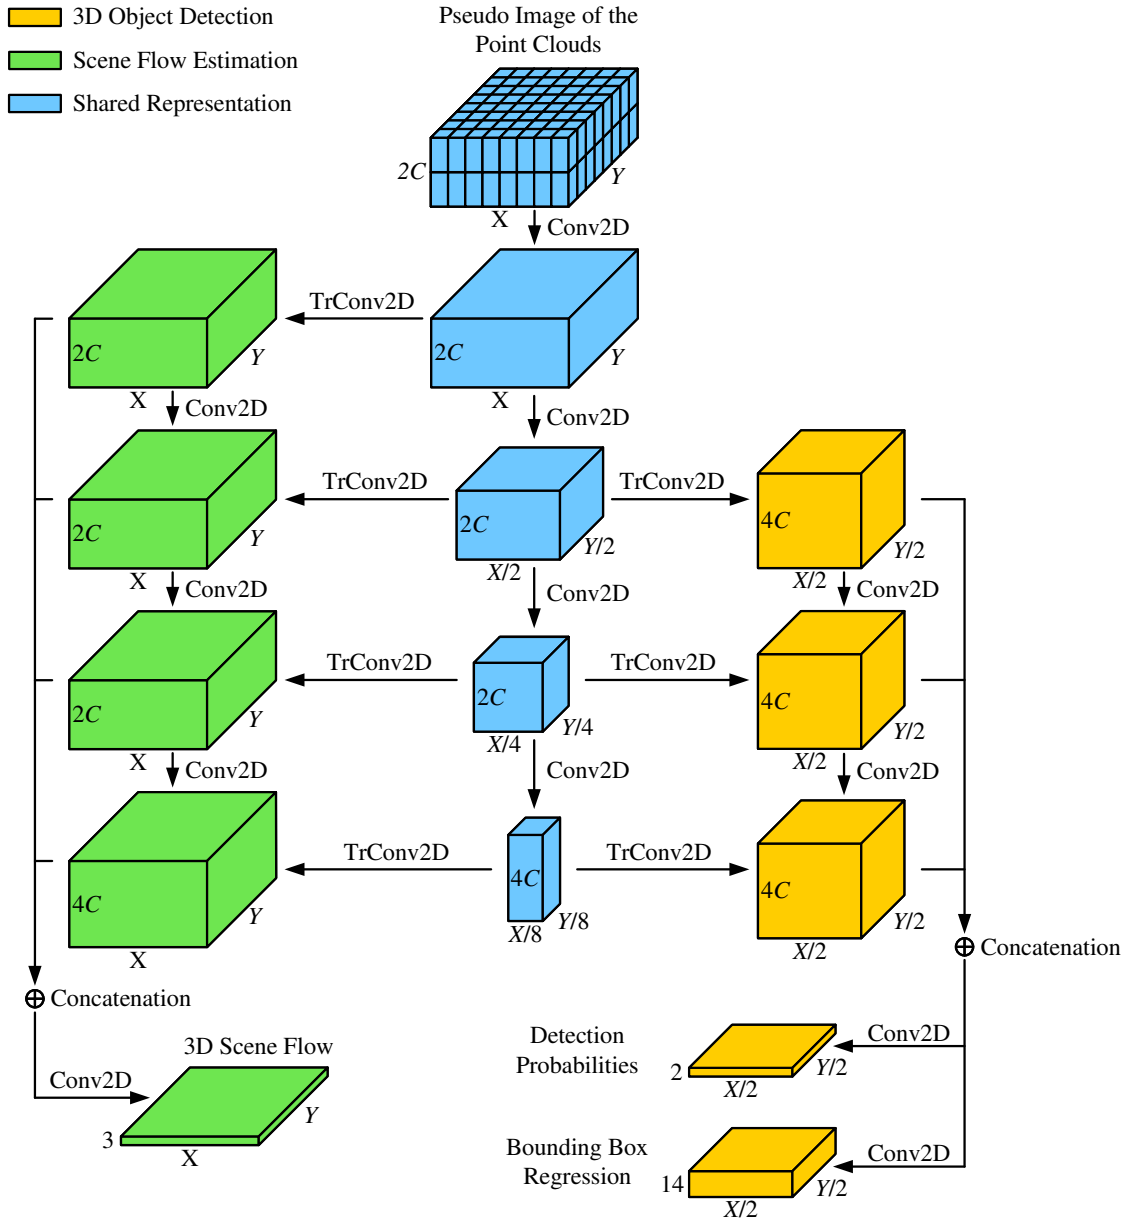 3D Object Detection
Scene Flow Estimation
Shared Representation
Pseudo Image of the
Point Clouds
2C
Y
X
Conv2D
TrConv2D
2C
Y
X
2C
Y
X
Conv2D
Conv2D
TrConv2D
TrConv2D
2C
Y
X
2C
Y/2
X/2
4C
Y/2
X/2
Conv2D
Conv2D
Conv2D
TrConv2D
TrConv2D
2C
Y
X
2C
Y/4
X/4
4C
Y/2
X/2
Conv2D
Conv2D
Conv2D
TrConv2D
TrConv2D
4C
Y
X
4C
Y/8
X/8
4C
Y/2
X/2
Concatenation
Concatenation
3D Scene Flow
Conv2D
3
Y
X
Detection
Probabilities
Conv2D
2
Y/2
X/2
Bounding Box
Regression
Conv2D
14
Y/2
X/2